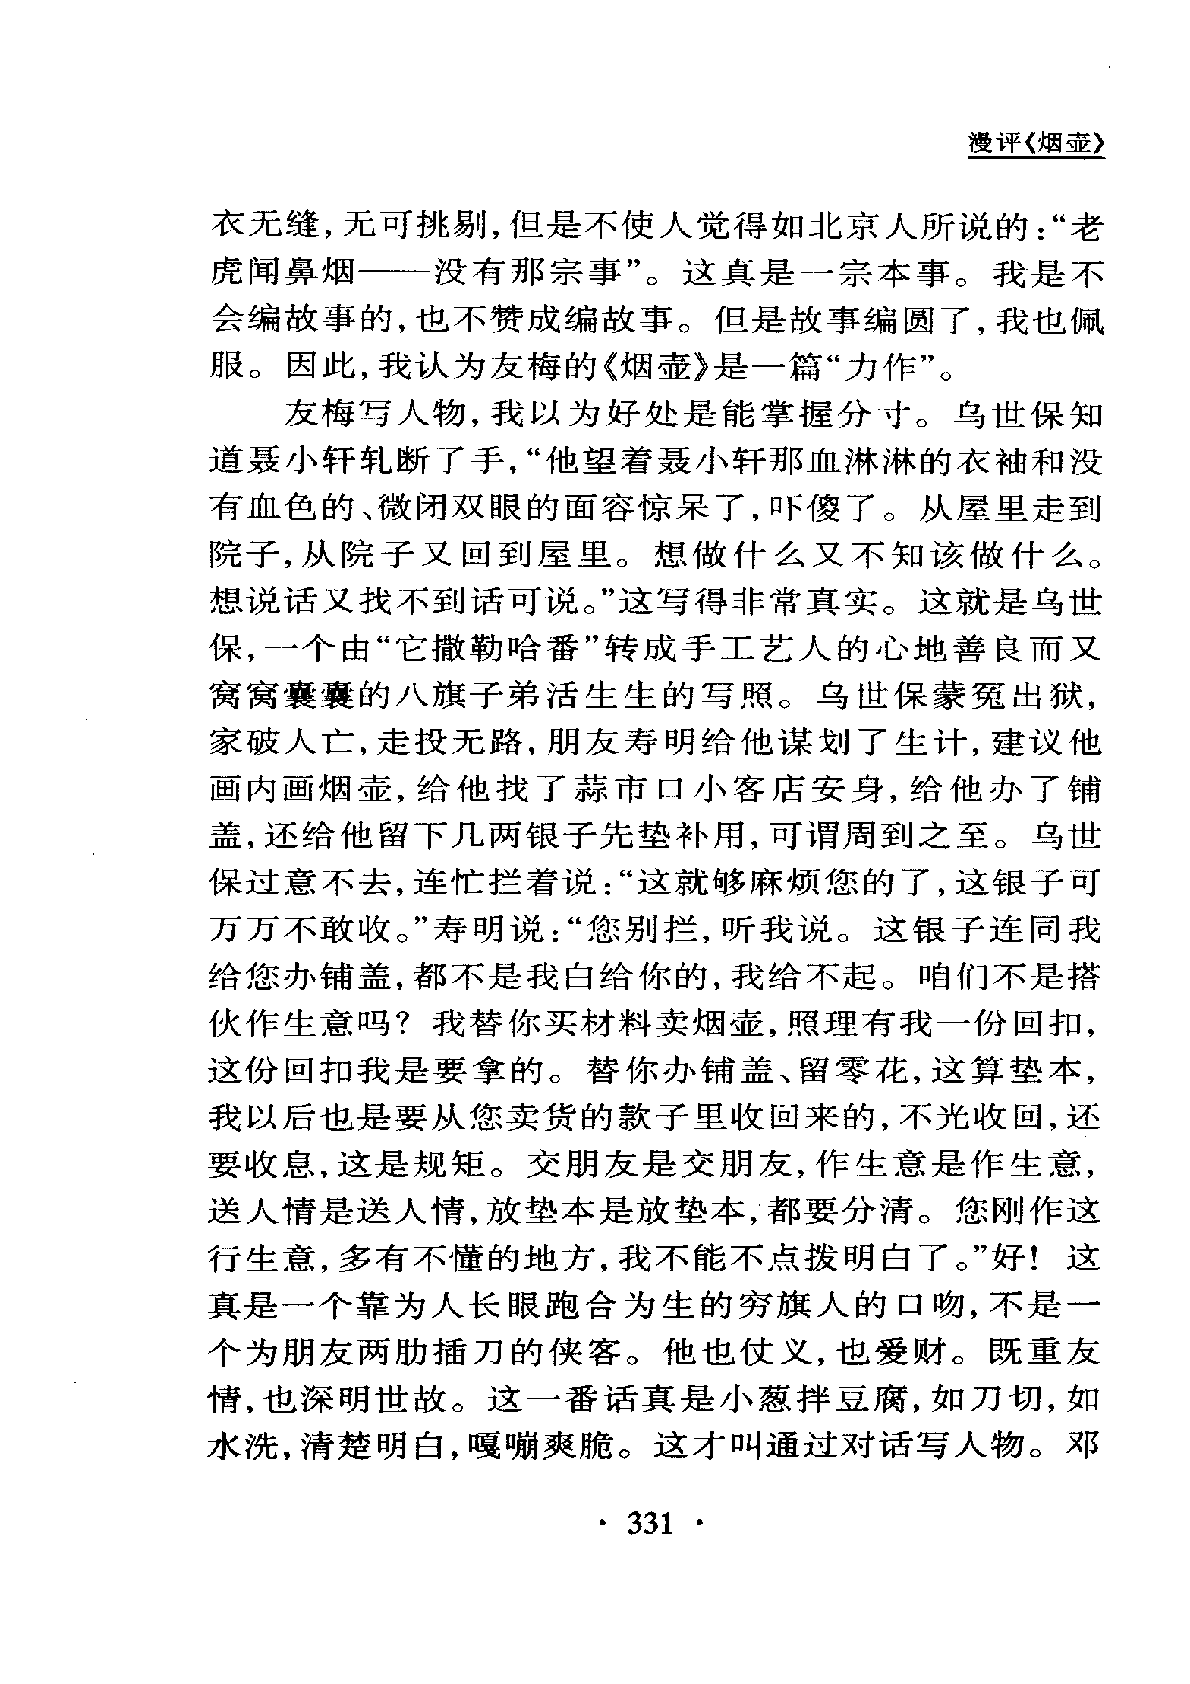 漫评《烟壶》
衣无缝,无可挑剔,但是不使人觉得如北京人所说的:“老
虎闻鼻烟——没有那宗事”。这真是一宗本事。我是不
会编故事的,也不赞成编故事。但是故事编圆了,我也佩
服。因此,我认为友梅的《烟壶》是一篇“力作”。
友梅写人物,我以为好处是能掌握分寸。乌世保知
道聂小轩轧断了手,“他望着聂小轩那血淋淋的衣袖和没
有血色的、微闭双眼的面容惊呆了,吓傻了。从屋里走到
院子,从院子又回到屋里。想做什么又不知该做什么。
想说话又找不到话可说。”这写得非常真实。这就是乌世
保,一个由“它撒勒哈番”转成手工艺人的心地善良而又
窝窝囊囊的八旗子弟活生生的写照。乌世保蒙冤出狱,
家破人亡,走投无路,朋友寿明给他谋划了生计,建议他
画内画烟壶,给他找了蒜市口小客店安身,给他办了铺
盖,还给他留下几两银子先垫补用,可谓周到之至。乌世
保过意不去,连忙拦着说:“这就够麻烦您的了,这银子可
万万不敢收。”寿明说:“您别拦,听我说。这银子连同我
给您办铺盖,都不是我白给你的,我给不起。咱们不是搭
伙作生意吗?我替你买材料卖烟壶,照理有我一份回扣,
这份回扣我是要拿的。替你办铺盖、留零花,这算垫本,
我以后也是要从您卖货的款子里收回来的,不光收回,还
要收息,这是规矩。交朋友是交朋友,作生意是作生意,
送人情是送人情,放垫本是放垫本,都要分清。您刚作这
行生意,多有不懂的地方,我不能不点拨明白了。”好!这
真是一个靠为人长眼跑合为生的穷旗人的口吻,不是一
个为朋友两肋插刀的侠客。他也仗义,也爱财。既重友
情,也深明世故。这一番话真是小葱拌豆腐,如刀切,如
水洗,清楚明白,嘎嘣爽脆。这才叫通过对话写人物。邓
· 331 ·